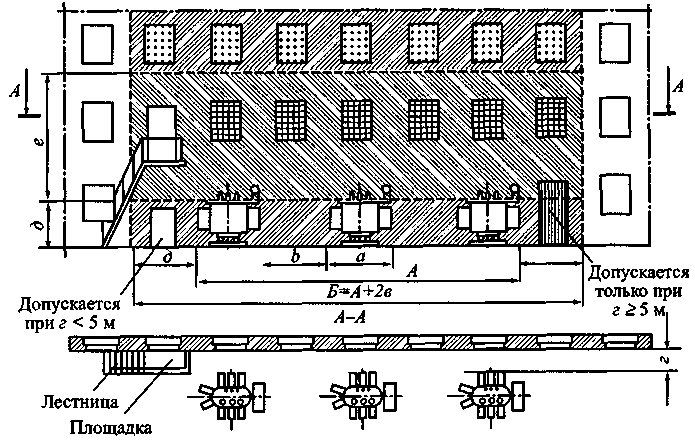 А
А
е
д
д
b
a
А
Б=А+2в
А–А
Допускается
при г < 5 м
Допускается
только при
г ≥ 5 м
г
Лестница
Площадка